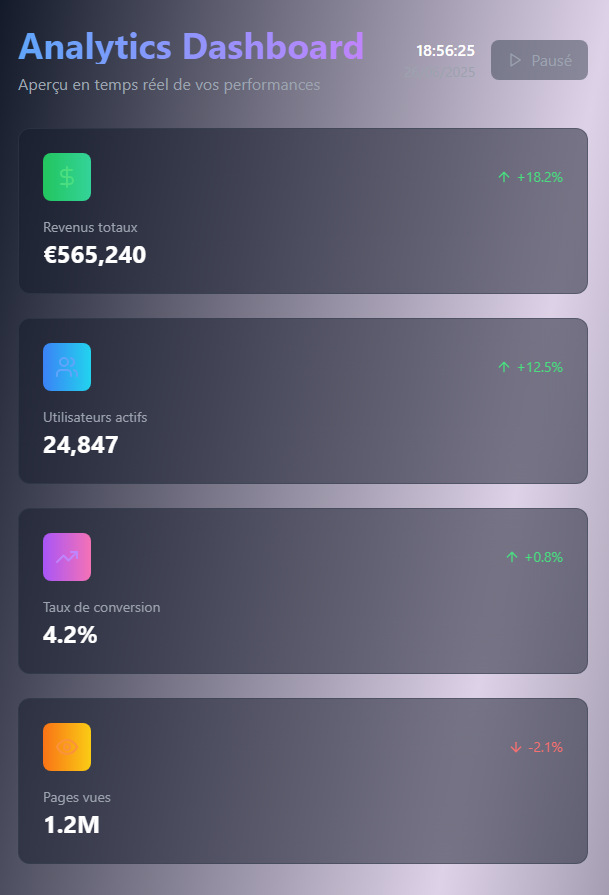 Analytics Dashboard
Aperçu en temps réel de vos performances
18:56:25
2025
Pausé
+18.2%
Revenus totaux
€565,240
+12.5%
Utilisateurs actifs
24,847
+0.8%
Taux de conversion
4.2%
-2.1%
Pages vues
1.2M